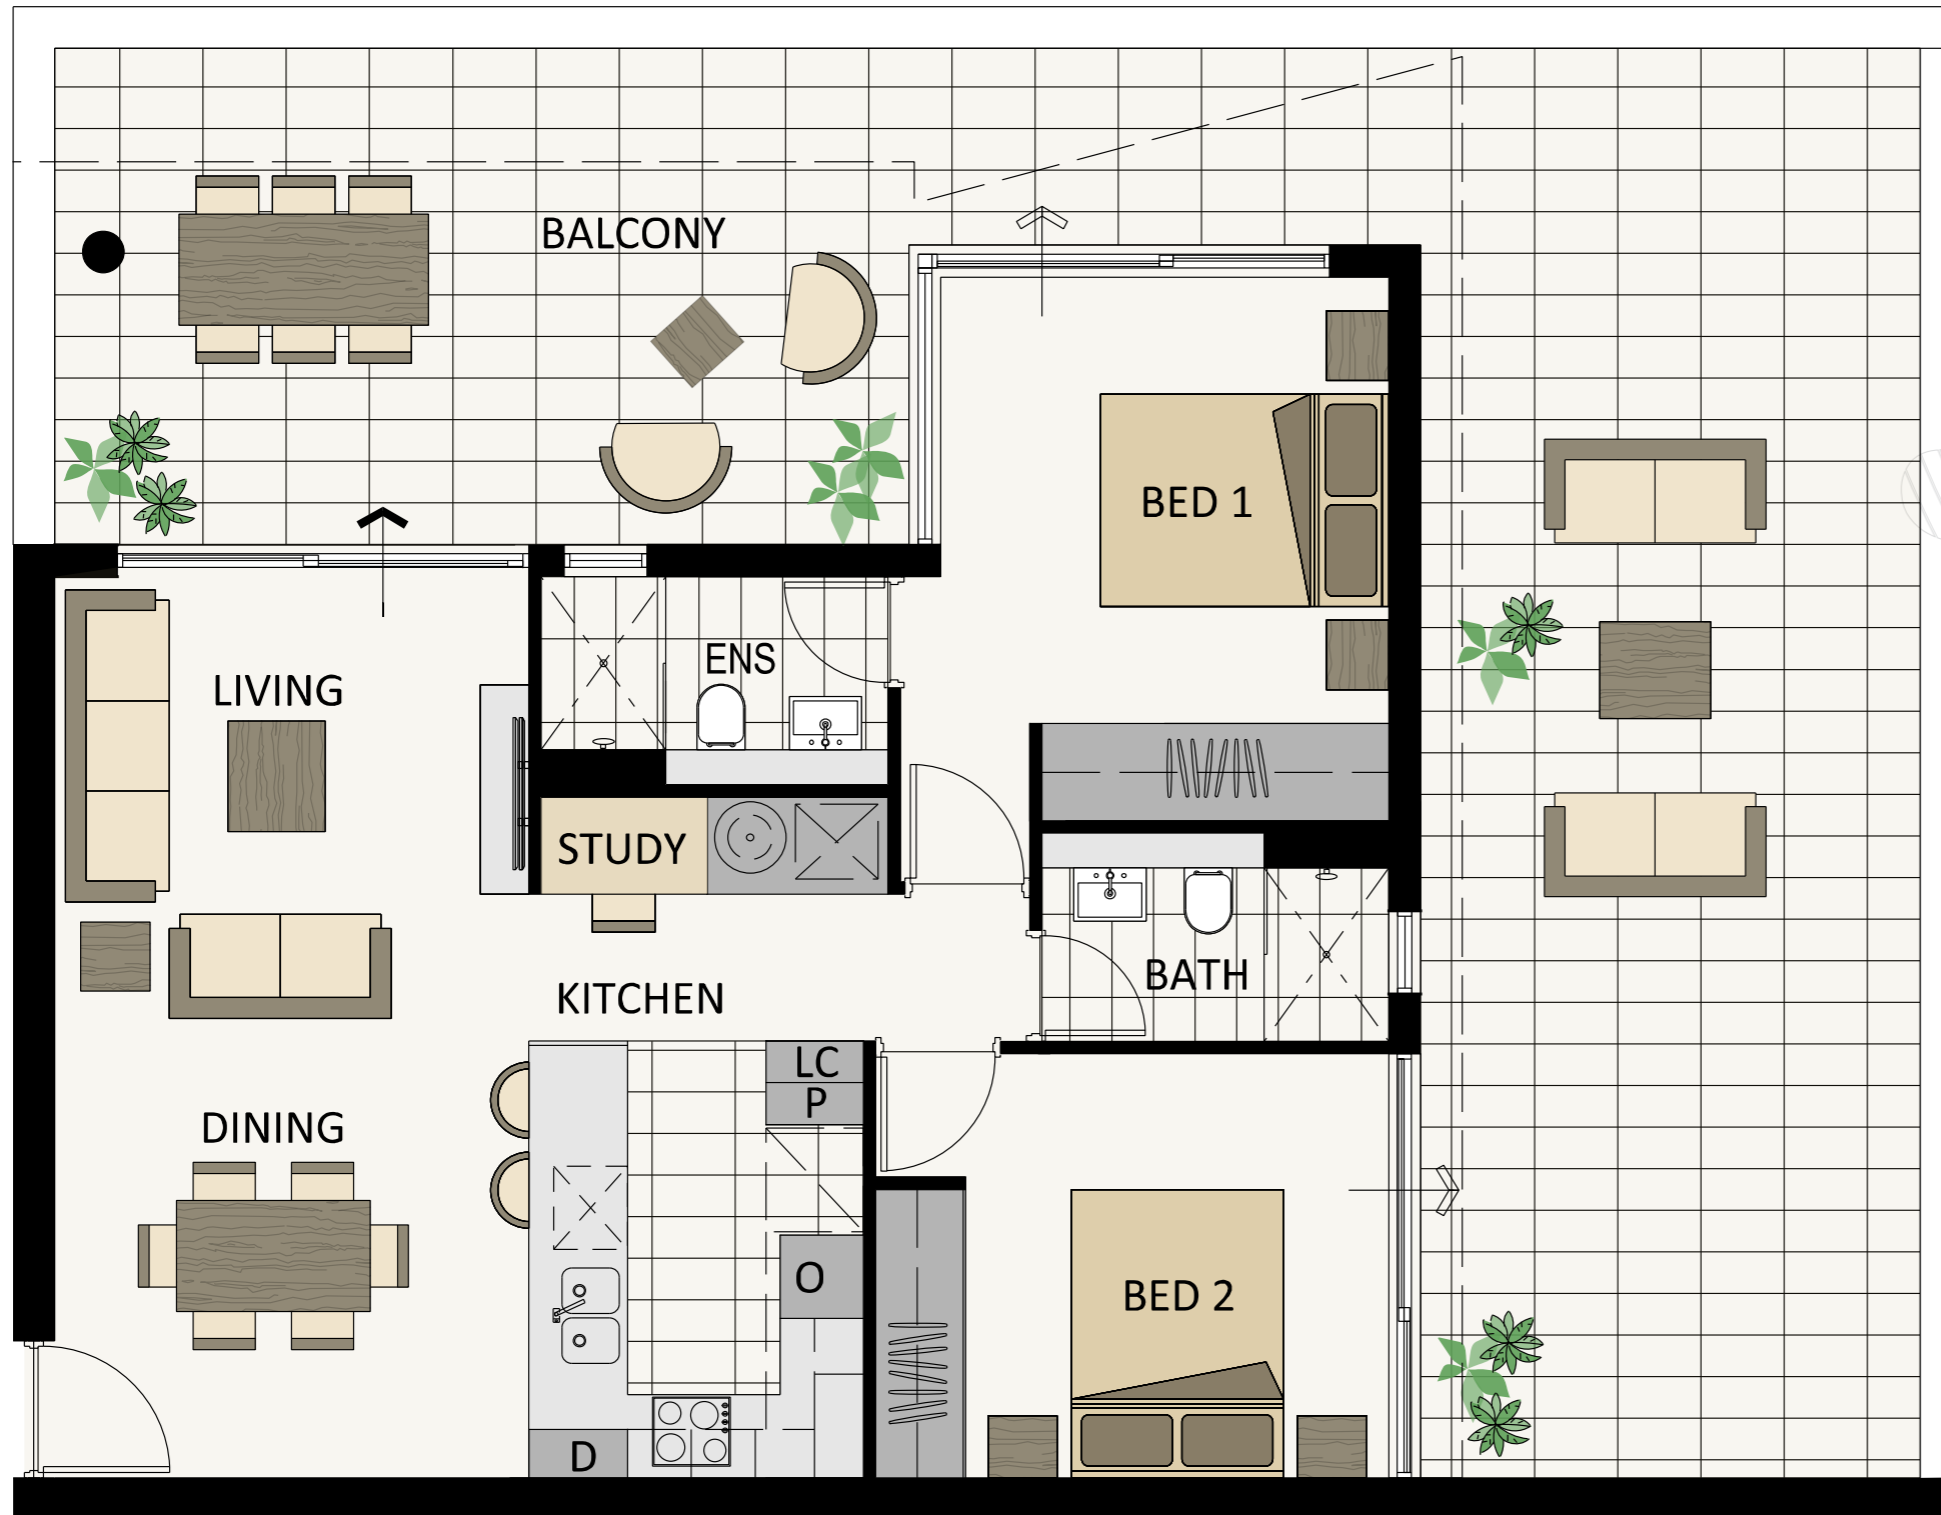 BALCONY
BED 1
ENS
LIVING
STUDY
BATH
KITCHEN
LC
P
DINING
O
BED 2
D